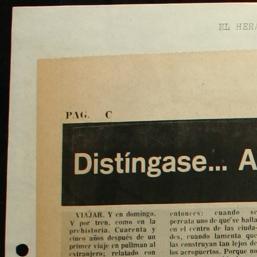 EL HERA
PAG. C
Distíngase... A
VIAJAR. Y en domingo.
Y por tren, como en la
prehistoria. Cuarenta y
cinco años después de un
primer viaje en pullman al
extranjero; relatado con
entonces; cuando se
percata uno de qué se halla
en el centro de las ciuda-
des, cuando lamenta que
las construyan tan lejos de
los aeropuertos. Porque no